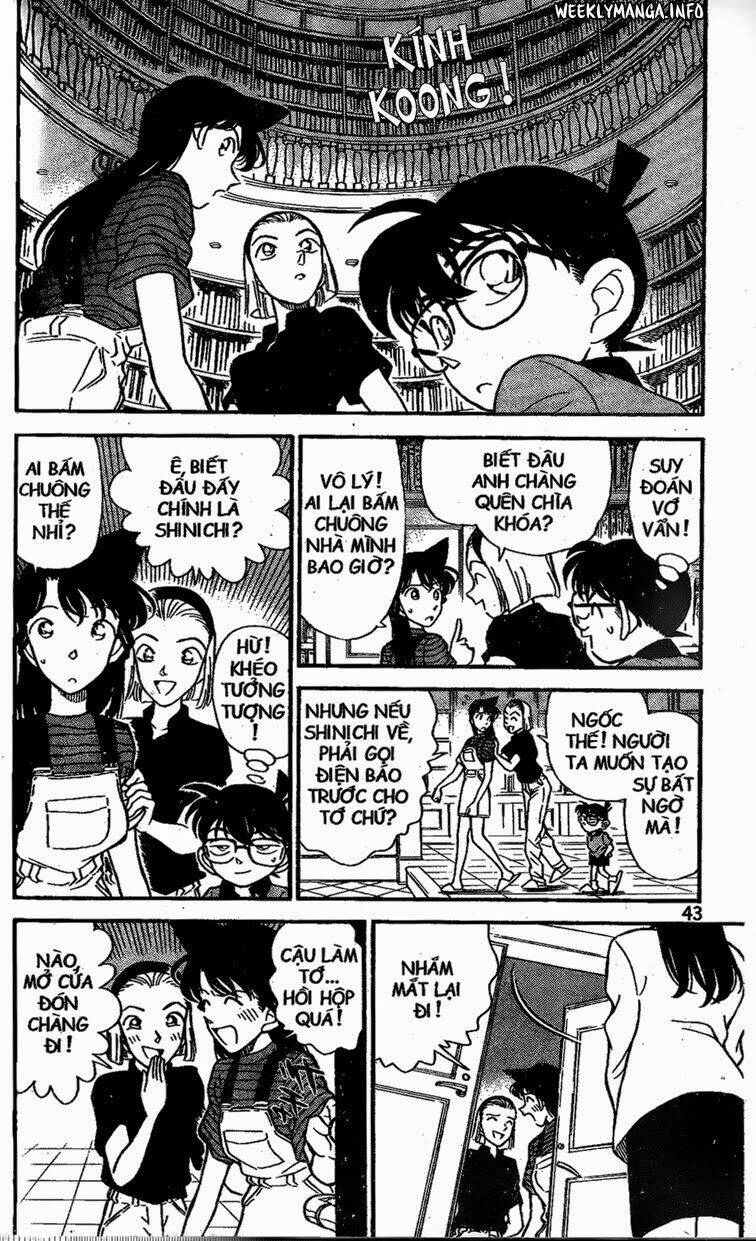 WEEKLYMANGA.INFO
KÍNH
KOONG!
AI BẤM
CHUÔNG
THẾ
NHỈ?
Ê, BIẾT
ĐÂU ĐẤY
CHÍNH LÀ
SHINICHI?
HỪ!
KHÉO
TƯỞNG
TƯỢNG
!
VÔ LÝ!
AI LẠI BẤM
CHUÔNG
NHÀ MÌNH
BAO GIỜ?
BIẾT ĐÂU
ANH CHÀNG
QUÊN CHÌA
KHÓA?
SUY
ĐOÁN
VỚ
VẨN!
NHƯNG NẾU
SHINICHI VỀ,
PHẢI GỌI
ĐIỆN BÁO
TRƯỚC CHO
TỚ CHỨ?
NGỐC
THẾ! NGƯỜI
TA MUỐN TẠO
SỰ BẤT
NGỜ
MÀ!
43
NÀO,
MỞ CỬA
ĐÓN
CHÀNG
ĐI!
CẬU LÀM
TỚ...
HỒI HỘP
QUÁ!
NHẮM
MẮT LẠI
ĐI!